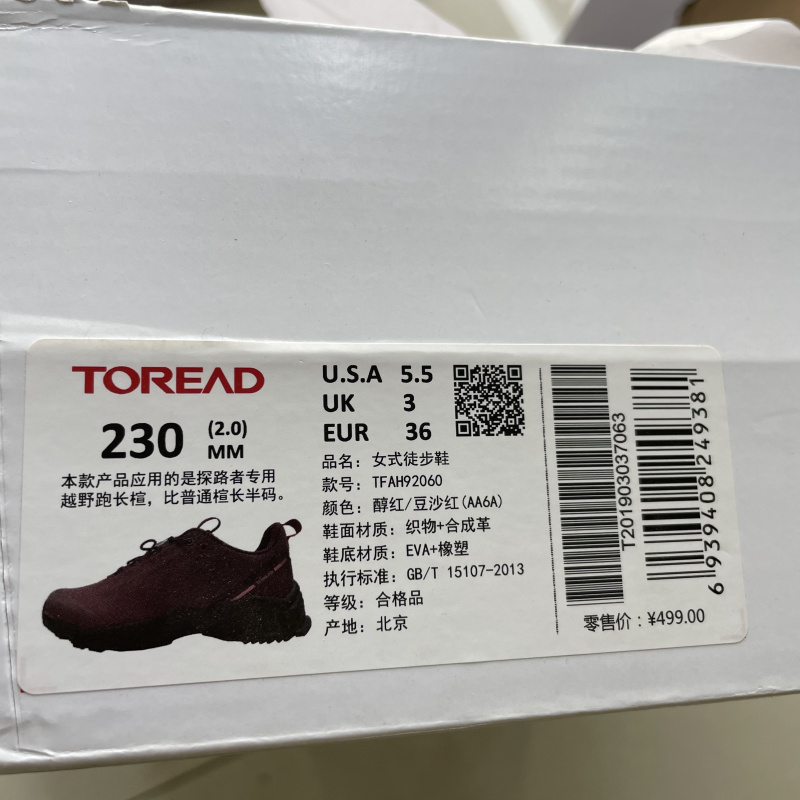 TOREAD
230 (2.0)
MM
本款产品应用的是探路者专用
越野跑长楦，比普通楦长半码。
U.S.A 5.5
UK 3
EUR 36
品名：女式徒步鞋
款号：TFAH92060
颜色：醇红/豆沙红(AA6A)
鞋面材质：织物+合成革
鞋底材质：EVA+橡塑
执行标准：GB/T 15107-2013
等级：合格品
产地：北京
T201903037063
6939408249381
零售价：¥499.00